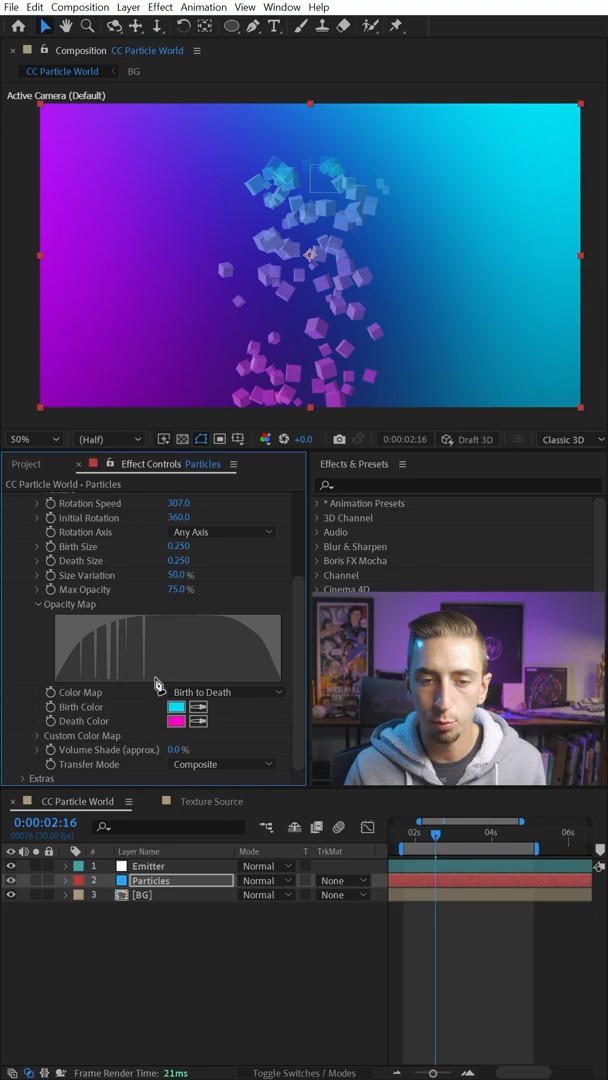 File Edit Composition Layer Effect Animation View Window Help
Composition CC Particle World
CC Particle World BG
Active Camera (Default)
50% (Half) +0.0 0:00:02:16 Draft 3D Classic 3D
Project Effect Controls Particles
Effects & Presets
CC Particle World • Particles
Rotation Speed 307.0
Initial Rotation 360.0
Rotation Axis Any Axis
Birth Size 0.250
Death Size 0.250
Size Variation 50.0 %
Max Opacity 75.0 %
Opacity Map
Color Map Birth to Death
Birth Color
Death Color
Custom Color Map
Volume Shade (approx.) 0.0 %
Transfer Mode Composite
Extras
* Animation Presets
3D Channel
Audio
Blur & Sharpen
Boris FX Mocha
Channel
Cinema 4D
CC Particle World Texture Source
0:00:02:16
00076 (30.00 fps)
02s 04s 06s
# Layer Name Mode T TrkMat
1 Emitter Normal
2 Particles Normal None
3 [BG] Normal None
Frame Render Time: 21ms Toggle Switches / Modes